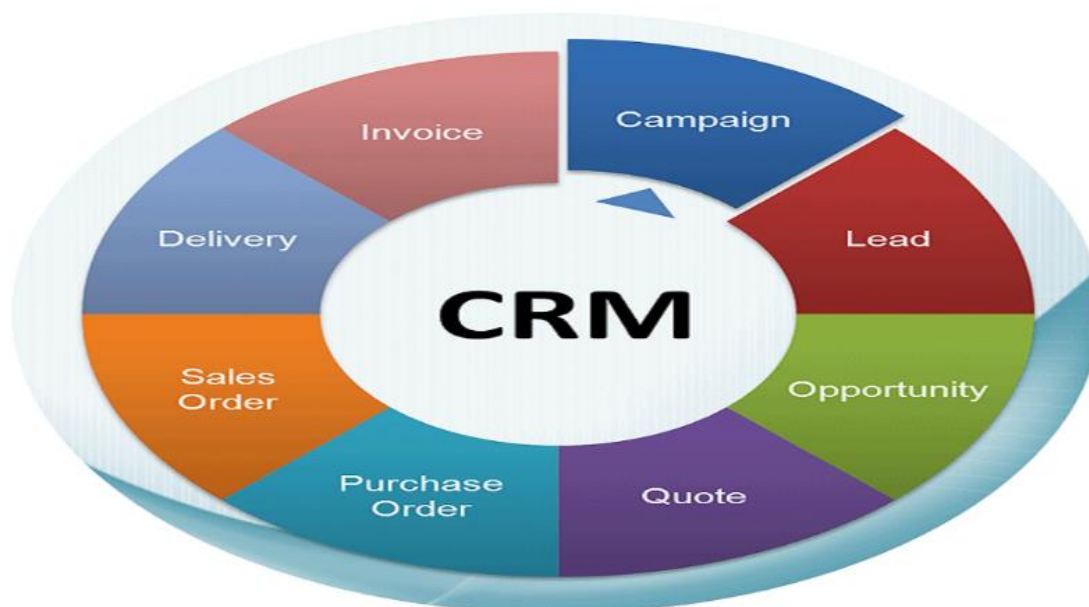 Campaign
Lead
Opportunity
Quote
Purchase
Order
Sales
Order
Delivery
Invoice
CRM